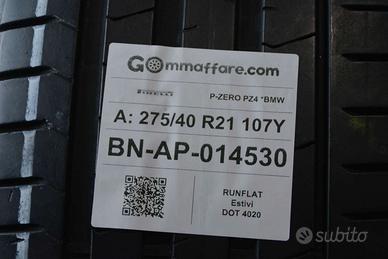 GOmmaffare.com
PIRELLI
P-ZERO PZ4 *BMW
A: 275/40 R21 107Y
BN-AP-014530
RUNFLAT
Estivi
DOT 4020
subito